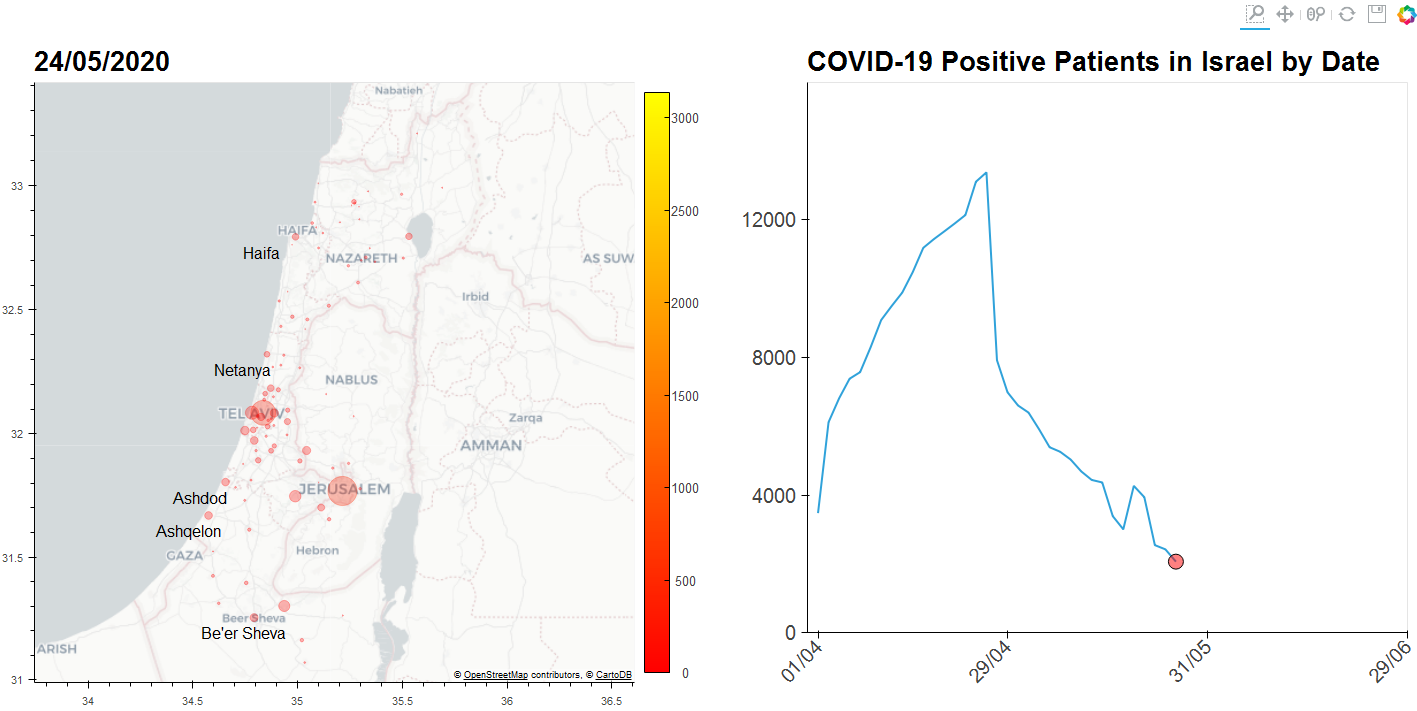 24/05/2020
COVID-19 Positive Patients in Israel by Date
Nabatieh
33
HAIFA
Haifa
NAZARETH
AS SUW
32.5
Irbid
Netanya
NABLUS
TEL AVIV
Zarqa
32
AMMAN
JERUSALEM
Ashdod
Ashqelon
GAZA
Hebron
31.5
Beer Sheva
Be'er Sheva
ARISH
© OpenStreetMap contributors, © CartoDB
31
34
34.5
35
35.5
36
36.5
3000
2500
2000
1500
1000
500
0
12000
8000
4000
0
01/04
29/04
31/05
29/06